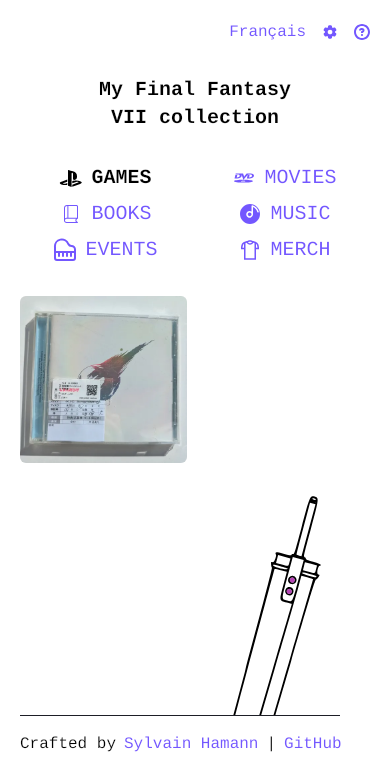 Français
My Final Fantasy
VII collection
GAMES
MOVIES
BOOKS
MUSIC
EVENTS
MERCH
Crafted by Sylvain Hamann | GitHub